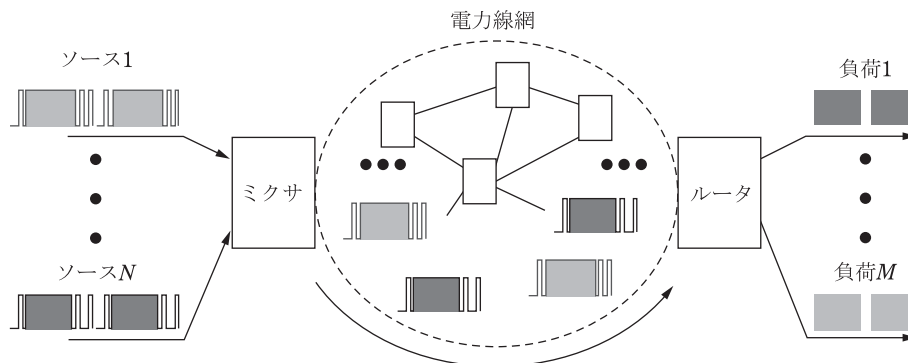 電力線網
ソース1
負荷1
ミクサ
ルータ
ソースN
負荷M